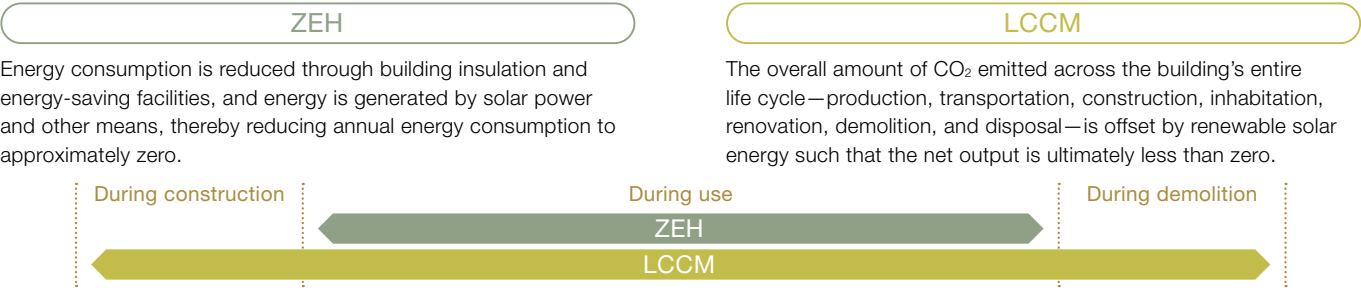 ZEH
Energy consumption is reduced through building insulation and
energy-saving facilities, and energy is generated by solar power
and other means, thereby reducing annual energy consumption to
approximately zero.
LCCM
The overall amount of CO₂ emitted across the building’s entire
life cycle—production, transportation, construction, inhabitation,
renovation, demolition, and disposal—is offset by renewable solar
energy such that the net output is ultimately less than zero.
During construction
During use
During demolition
ZEH
LCCM